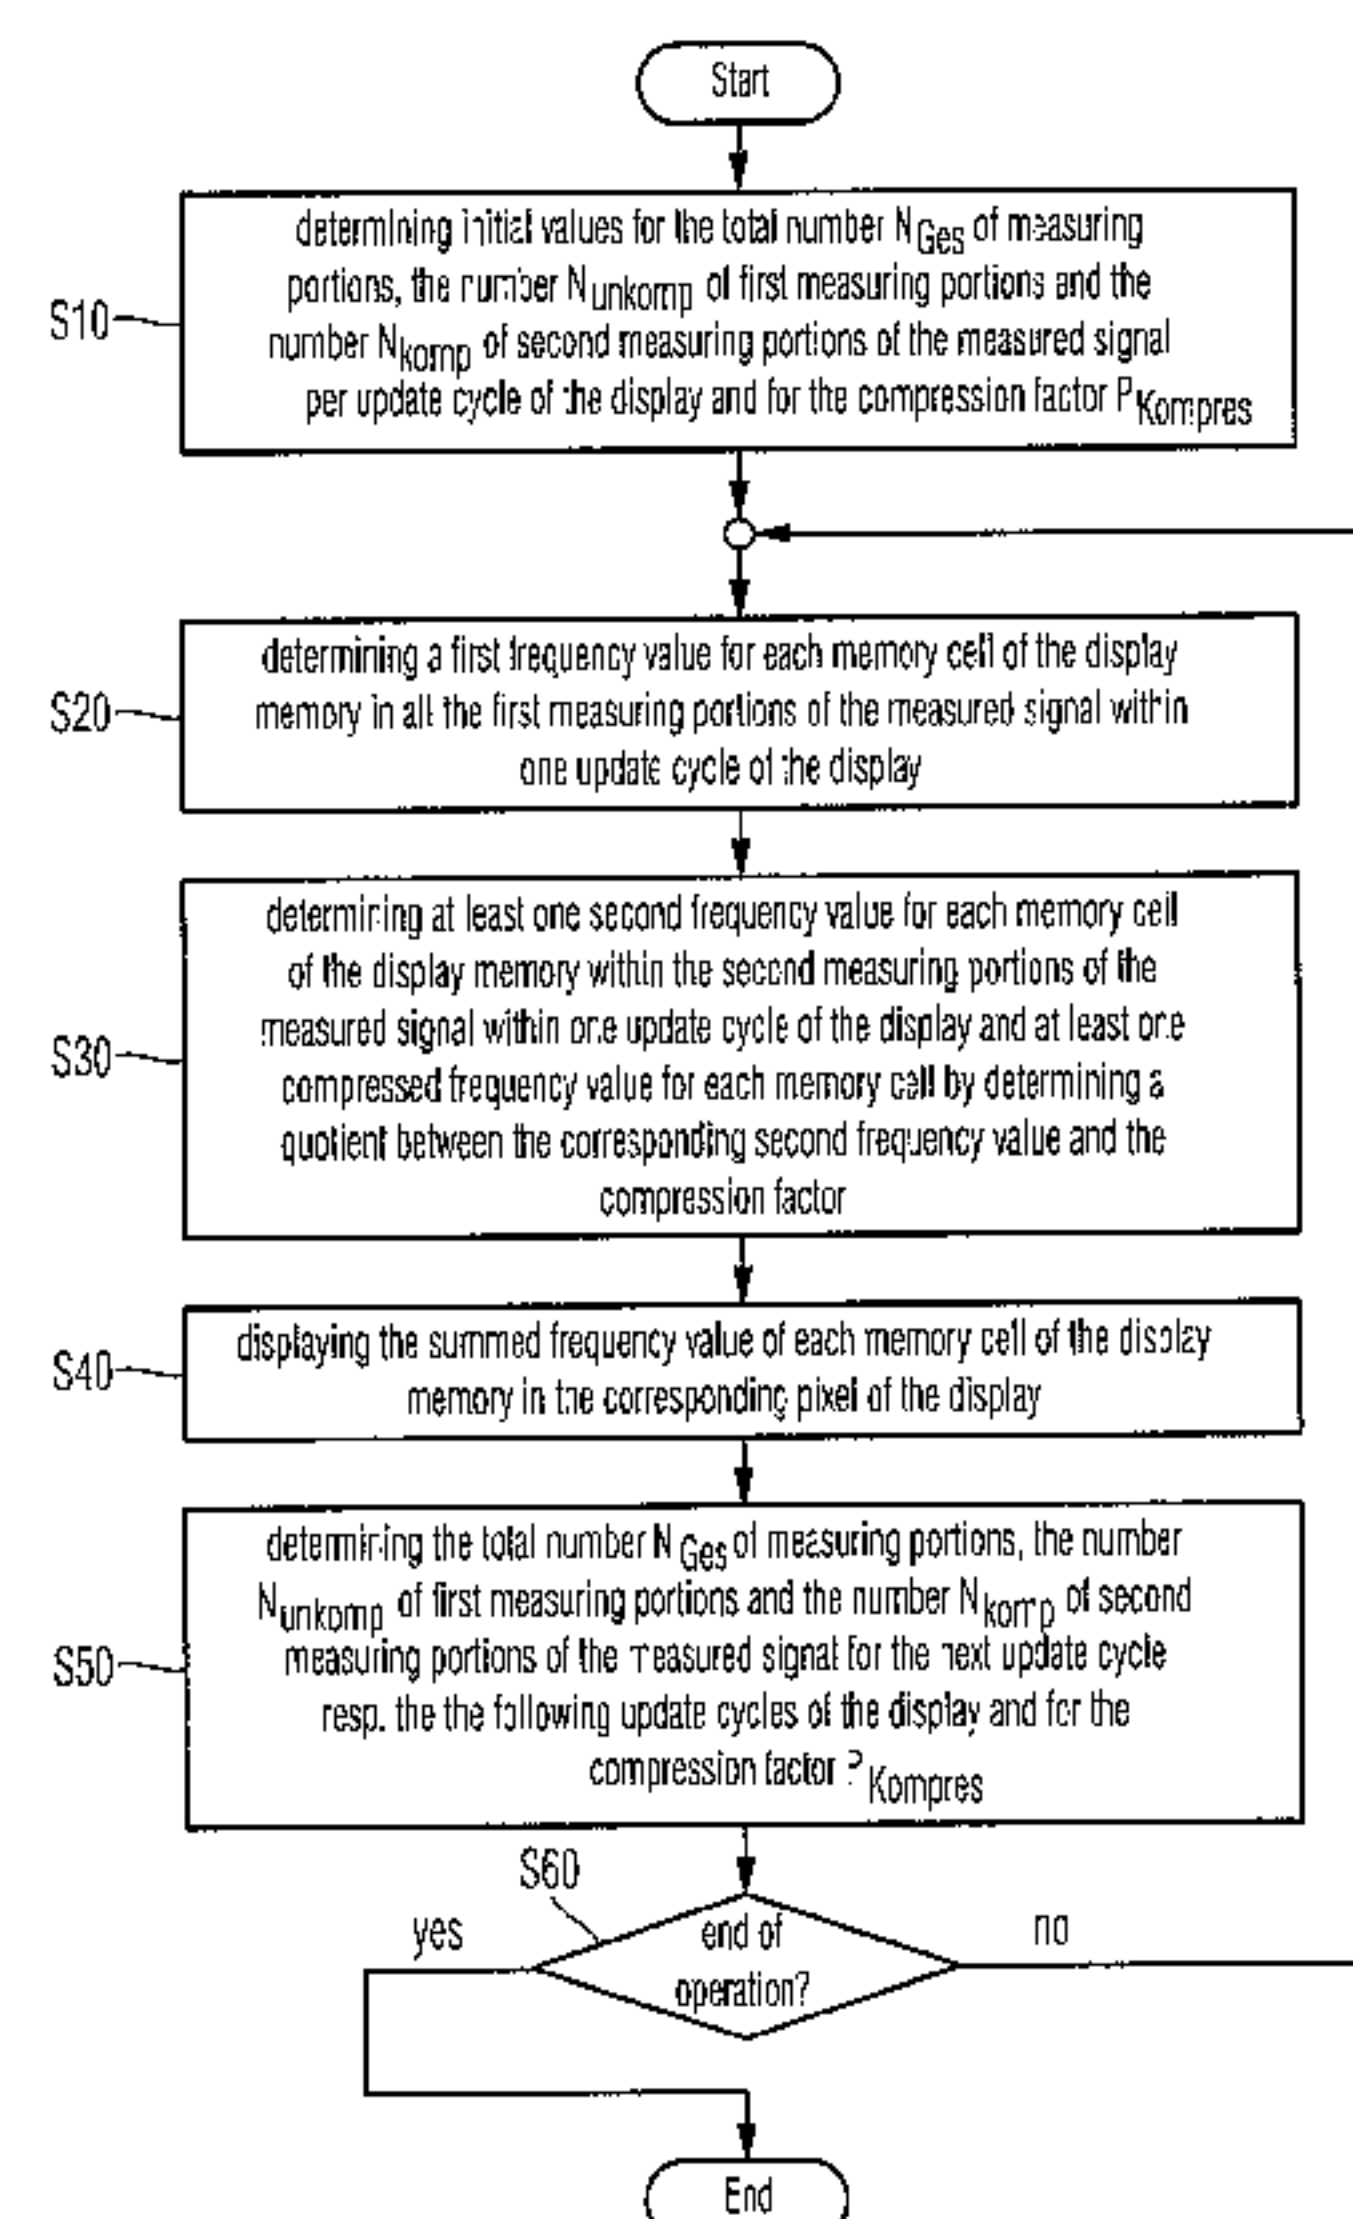 Start
determining initial values for the total number NGes of measuring
portions, the number Nunkomp of first measuring portions and the
number Nkomp of second measuring portions of the measured signal
per update cycle of the display and for the compression factor PKompres
S10
determining a first frequency value for each memory cell of the display
memory in all the first measuring portions of the measured signal within
one update cycle of the display
S20
determining at least one second frequency value for each memory cell
of the display memory within the second measuring portions of the
measured signal within one update cycle of the display and at least one
compressed frequency value for each memory cell by determining a
quotient between the corresponding second frequency value and the
compression factor
S30
displaying the summed frequency value of each memory cell of the display
memory in the corresponding pixel of the display
S40
determining the total number NGes of measuring portions, the number
Nunkomp of first measuring portions and the number Nkomp of second
measuring portions of the measured signal for the next update cycle
resp. the the following update cycles of the display and for the
compression factor PKompres
S50
S60
yes
end of
operation?
no
End